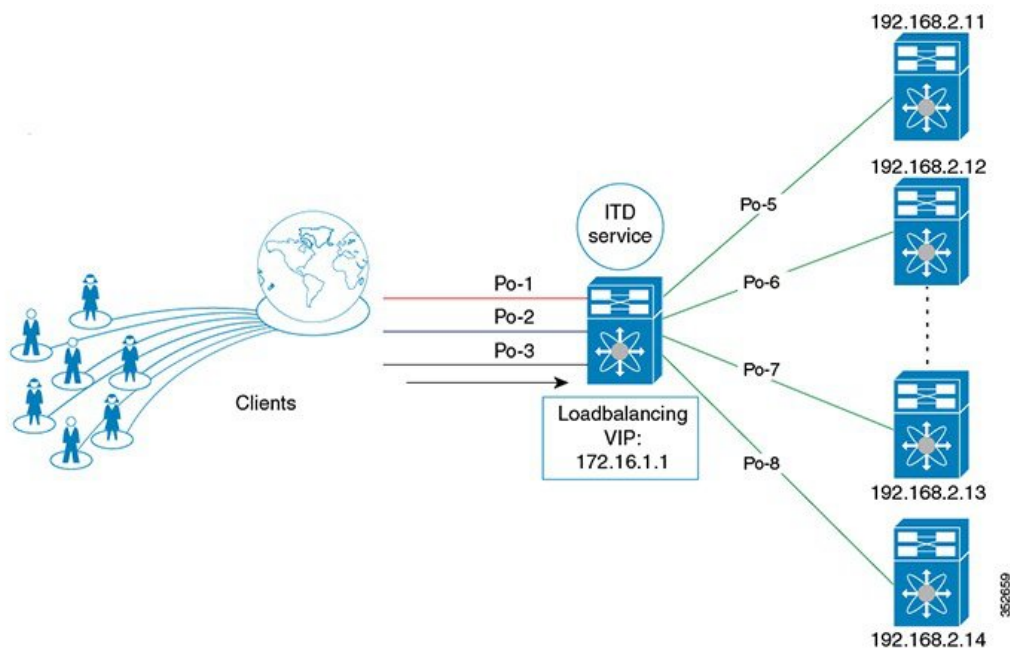 192.168.2.11
192.168.2.12
ITD
service
Po-5
Po-6
Po-1
Po-2
Po-3
Po-7
Clients
Loadbalancing
VIP:
172.16.1.1
Po-8
192.168.2.13
192.168.2.14
352659